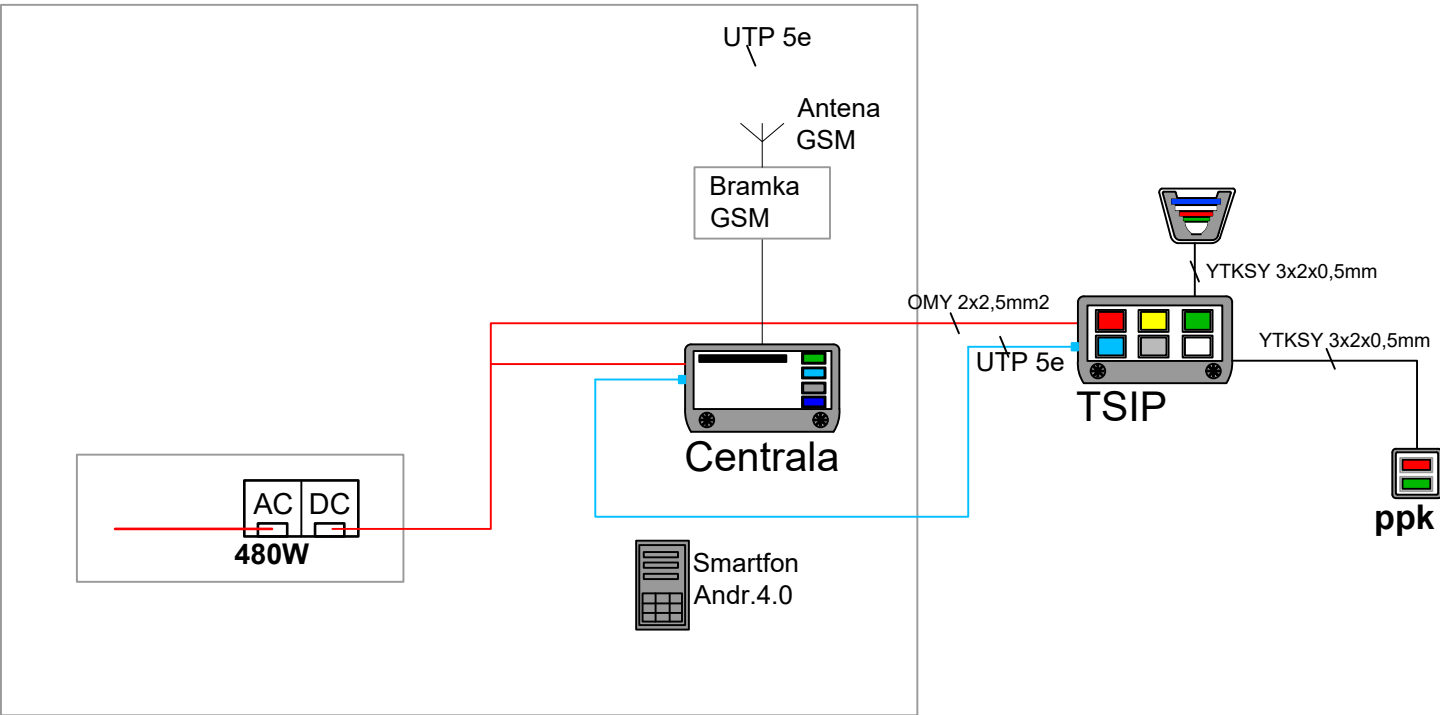 UTP 5e
Antena
GSM
Bramka
GSM
YTKSY 3x2x0,5mm
OMY 2x2,5mm2
UTP 5e
YTKSY 3x2x0,5mm
TSIP
Centrala
AC DC
480W
ppk
Smartfon
Andr.4.0